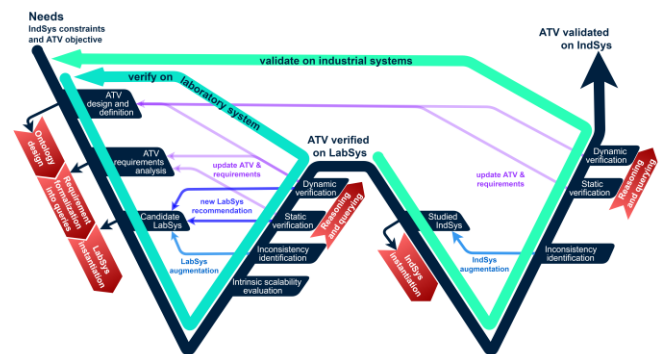 Needs
IndSys constraints
and ATV objective
ATV validated
on IndSys
validate on industrial systems
verify on
laboratory system
ATV
design and
definition
Ontology
design
ATV
requirements
analysis
Requirement
formalization
into queries
Candidate
LabSys
LabSys
Instantiation
update ATV &
requirements
new LabSys
recommendation
LabSys
augmentation
ATV verified
on LabSys
Dynamic
verification
Static
verification
Inconsistency
identification
Intrinsic scalability
evaluation
Reasoning
and querying
Studied
IndSys
IndSys
Instantiation
IndSys
augmentation
update ATV &
requirements
Dynamic
verification
Static
verification
Inconsistency
identification
Reasoning
and querying